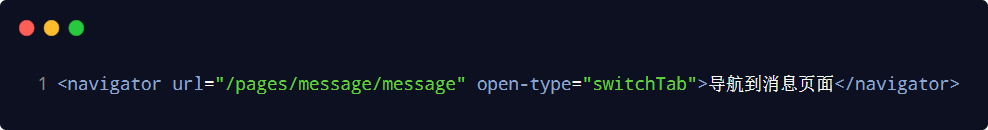 1 <navigator url="/pages/message/message" open-type="switchTab">导航到消息页面</navigator>